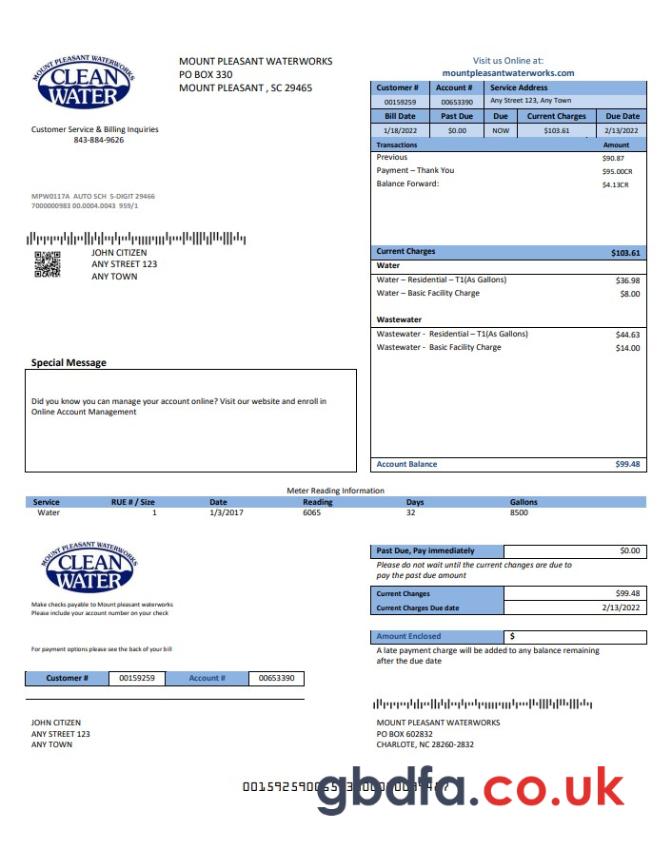 MOUNT PLEASANT WATERWORKS
CLEAN
WATER
MOUNT PLEASANT WATERWORKS
PO BOX 330
MOUNT PLEASANT , SC 29465
Customer Service & Billing Inquiries
843-884-9626
MPW0117A AUTO SCH 5-DIGIT 29466
7000000983 00.0004.0043 959/1
JOHN CITIZEN
ANY STREET 123
ANY TOWN
Visit us Online at:
mountpleasantwaterworks.com
Customer # Account # Service Address
00159259 00653390 Any Street 123, Any Town
Bill Date Past Due Due Current Charges Due Date
1/18/2022 $0.00 NOW $103.61 2/13/2022
Transactions Amount
Previous $90.87
Payment – Thank You $95.00CR
Balance Forward: $4.13CR
Current Charges $103.61
Water
Water – Residential – T1(As Gallons) $36.98
Water – Basic Facility Charge $8.00
Wastewater
Wastewater - Residential – T1(As Gallons) $44.63
Wastewater - Basic Facility Charge $14.00
Account Balance $99.48
Special Message
Did you know you can manage your account online? Visit our website and enroll in
Online Account Management
Meter Reading Information
Service RUE # / Size Date Reading Days Gallons
Water 1 1/3/2017 6065 32 8500
MOUNT PLEASANT WATERWORKS
CLEAN
WATER
Make checks payable to Mount pleasant waterworks
Please include your account number on your check
For payment options please see the back of your bill
Customer # 00159259 Account # 00653390
Past Due, Pay immediately $0.00
Please do not wait until the current changes are due to
pay the past due amount
Current Changes $99.48
Current Charges Due date 2/13/2022
Amount Enclosed $
A late payment charge will be added to any balance remaining
after the due date
JOHN CITIZEN
ANY STREET 123
ANY TOWN
MOUNT PLEASANT WATERWORKS
PO BOX 602832
CHARLOTE, NC 28260-2832
gbdfa.co.uk